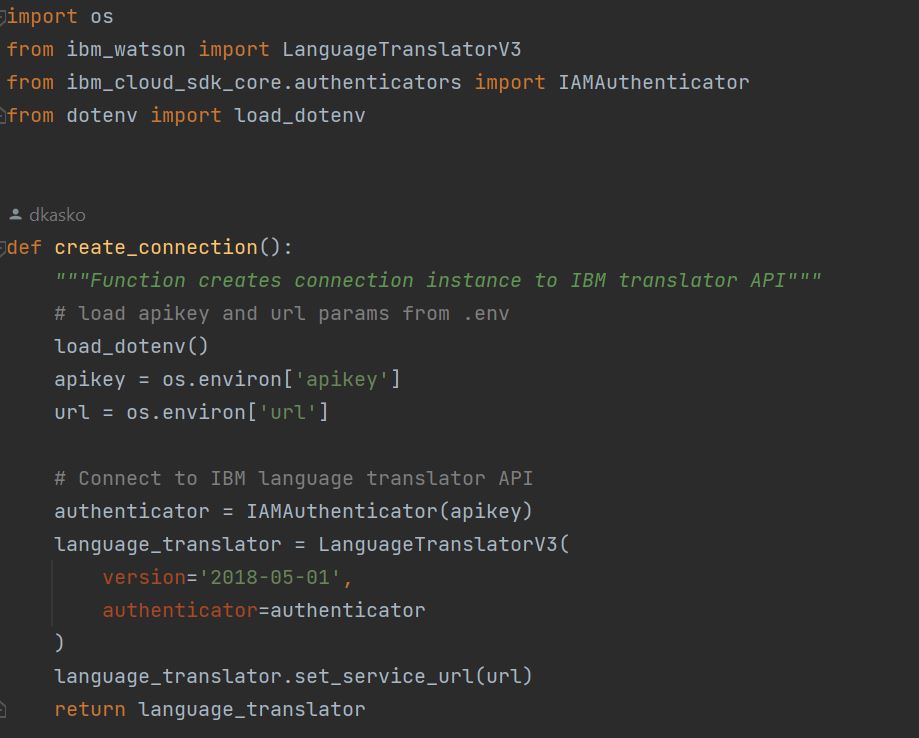 import os
from ibm_watson import LanguageTranslatorV3
from ibm_cloud_sdk_core.authenticators import IAMAuthenticator
from dotenv import load_dotenv
dkasko
def create_connection():
    """Function creates connection instance to IBM translator API"""
    # load apikey and url params from .env
    load_dotenv()
    apikey = os.environ['apikey']
    url = os.environ['url']
    # Connect to IBM language translator API
    authenticator = IAMAuthenticator(apikey)
    language_translator = LanguageTranslatorV3(
        version='2018-05-01',
        authenticator=authenticator
    )
    language_translator.set_service_url(url)
    return language_translator